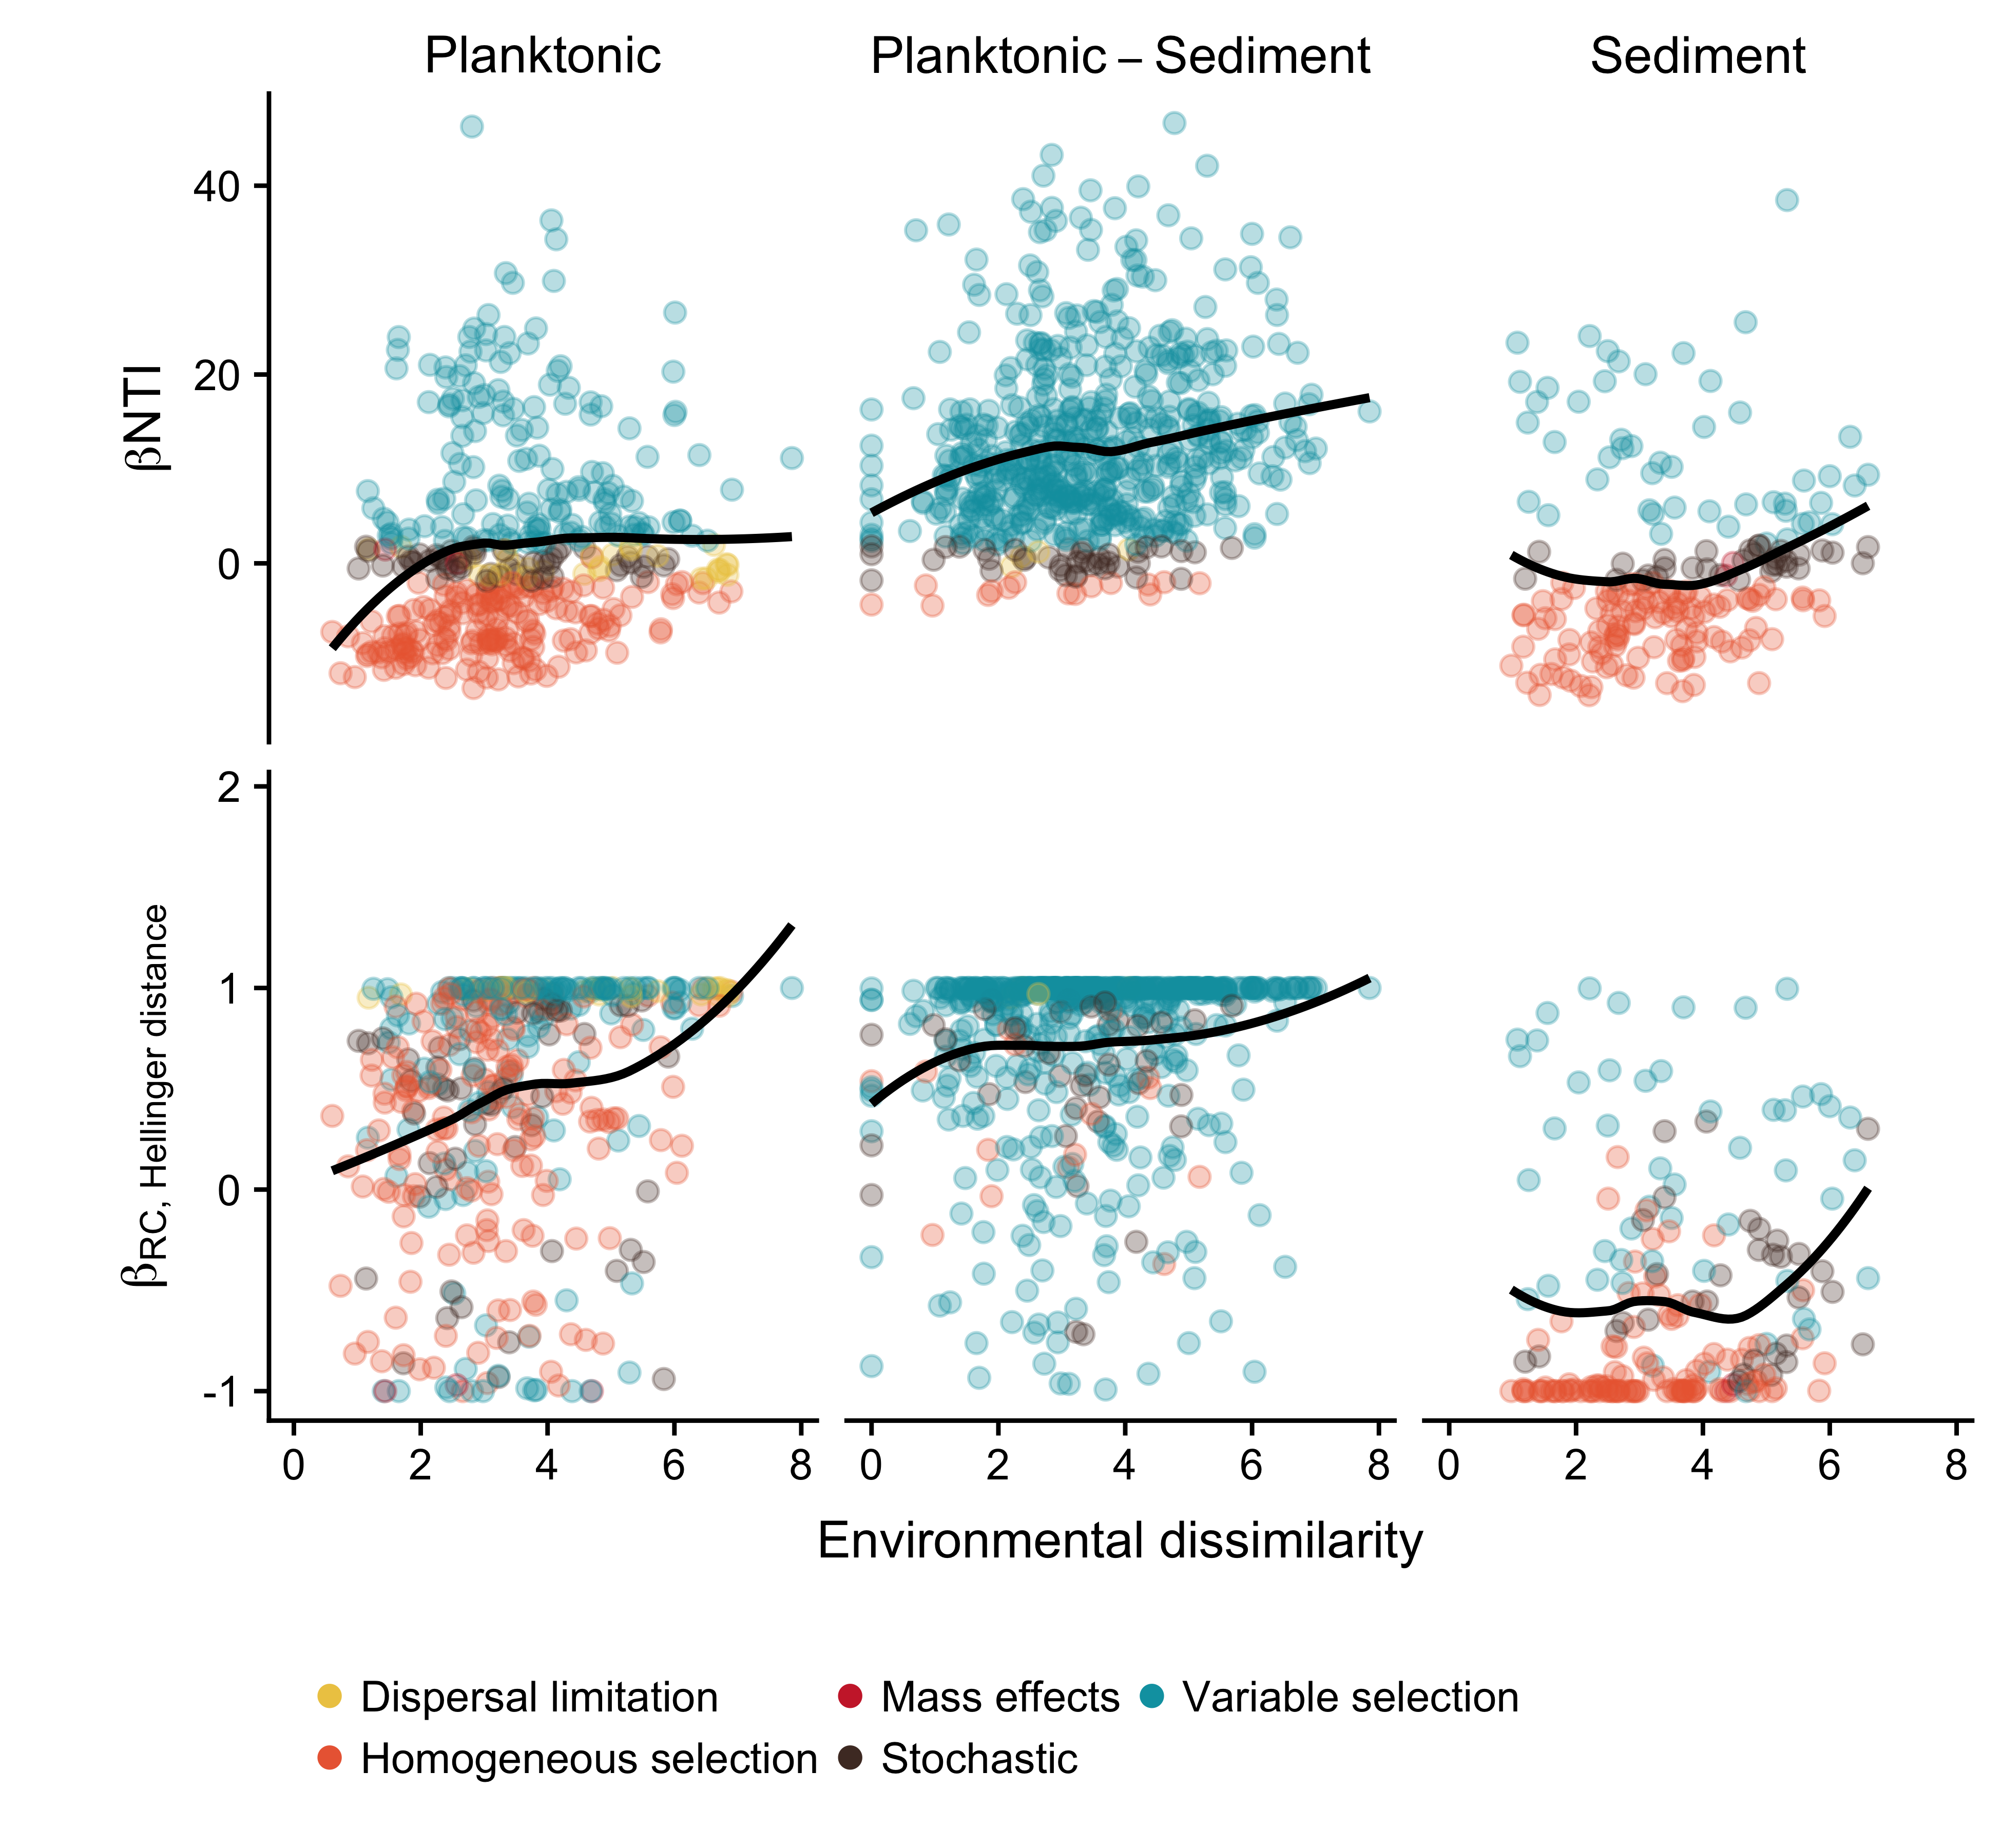 Planktonic
Planktonic – Sediment
Sediment
βNTI
40
20
0
βRC, Hellinger distance
2
1
0
-1
0 2 4 6 8
0 2 4 6 8
0 2 4 6 8
Environmental dissimilarity
Dispersal limitation
Mass effects
Variable selection
Homogeneous selection
Stochastic